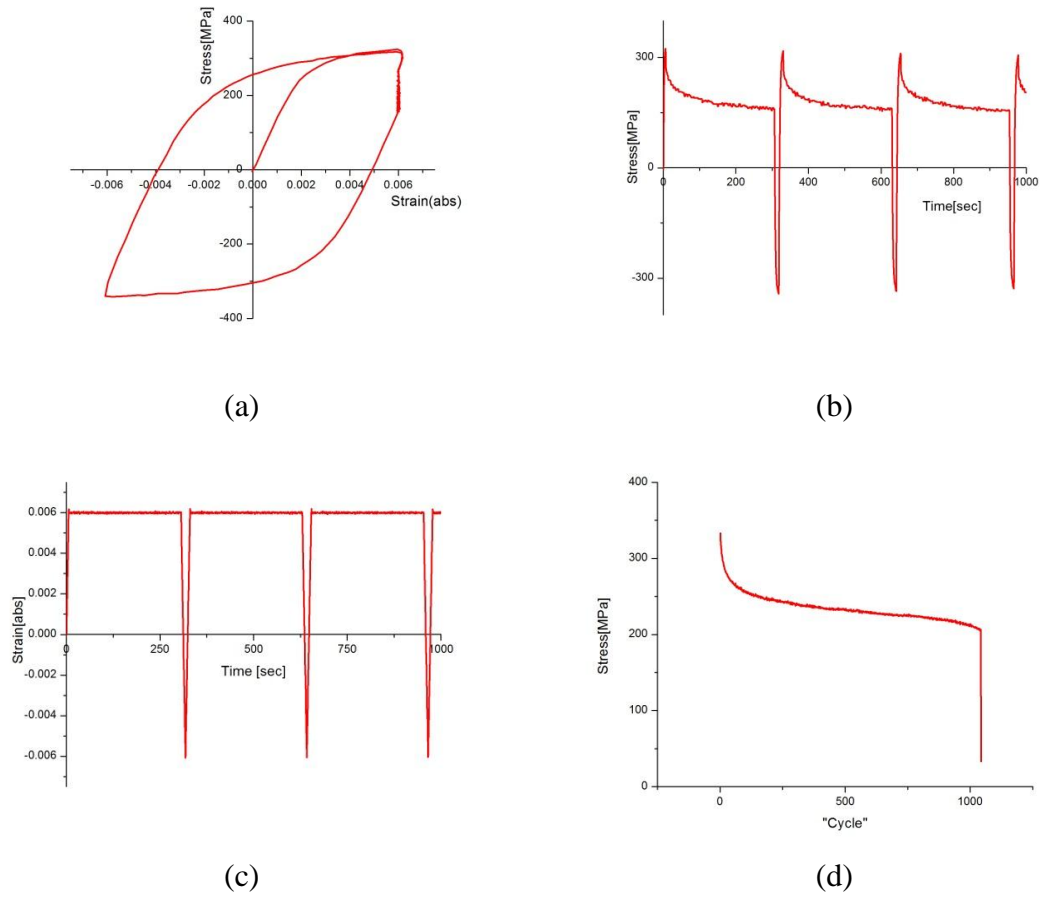 400
200
0
-200
-400
-0.006 -0.004 -0.002 0.000 0.002 0.004 0.006
Stress[MPa]
Strain(abs)
(a)
300
0
-300
0 200 400 600 800 1000
Stress[MPa]
Time[sec]
(b)
0.006
0.004
0.002
0.000
-0.002
-0.004
-0.006
0 250 500 750 1000
Strain[abs]
Time [sec]
(c)
400
300
200
100
0
0 500 1000
Stress[MPa]
"Cycle"
(d)